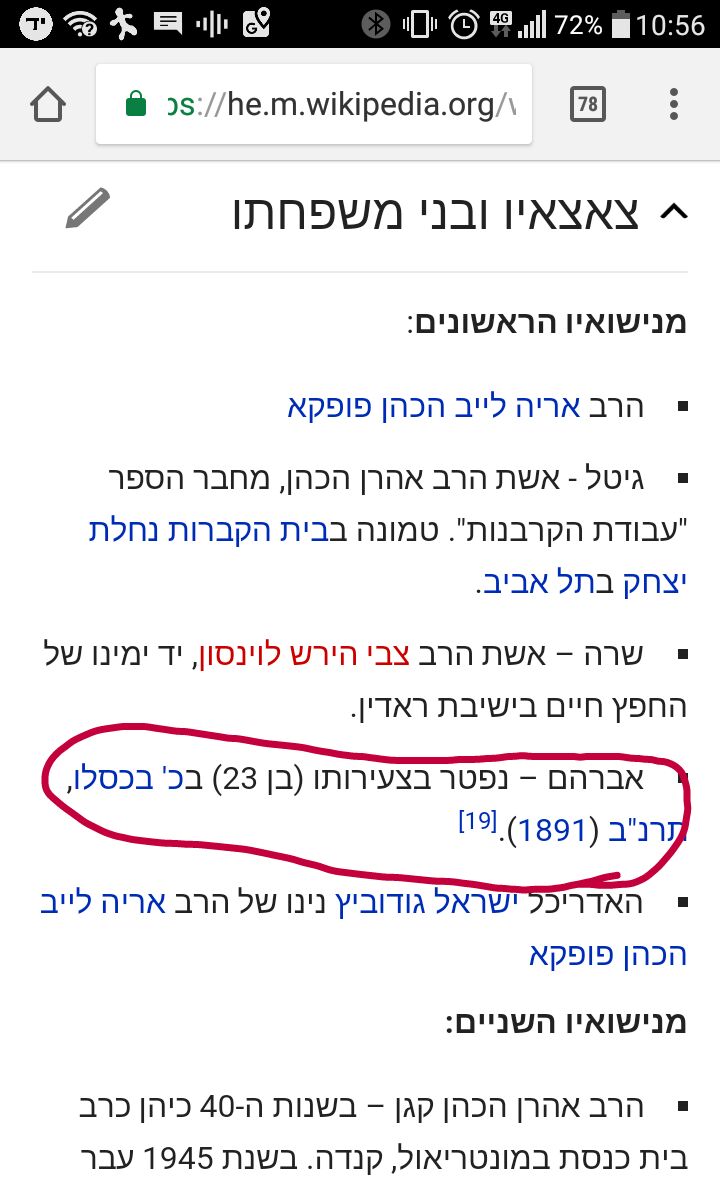 72% 10:56
4G
ps://he.m.wikipedia.org/
78
צאצאיו ובני משפחתו
מנישואיו הראשונים:
הרב אריה לייב הכהן פופקא
גיטל - אשת הרב אהרן הכהן, מחבר הספר
"עבודת הקרבנות". טמונה בבית הקברות נחלת
יצחק בתל אביב.
שרה – אשת הרב צבי הירש לוינסון, יד ימינו של
החפץ חיים בישיבת ראדין.
אברהם – נפטר בצעירותו (בן 23) בכ' בכסלו,
תרנ"ב (1891).[19]
האדריכל ישראל גודוביץ נינו של הרב אריה לייב
הכהן פופקא
מנישואיו השניים:
הרב אהרן הכהן קגן – בשנות ה-40 כיהן כרב
בית כנסת במונטריאול, קנדה. בשנת 1945 עבר